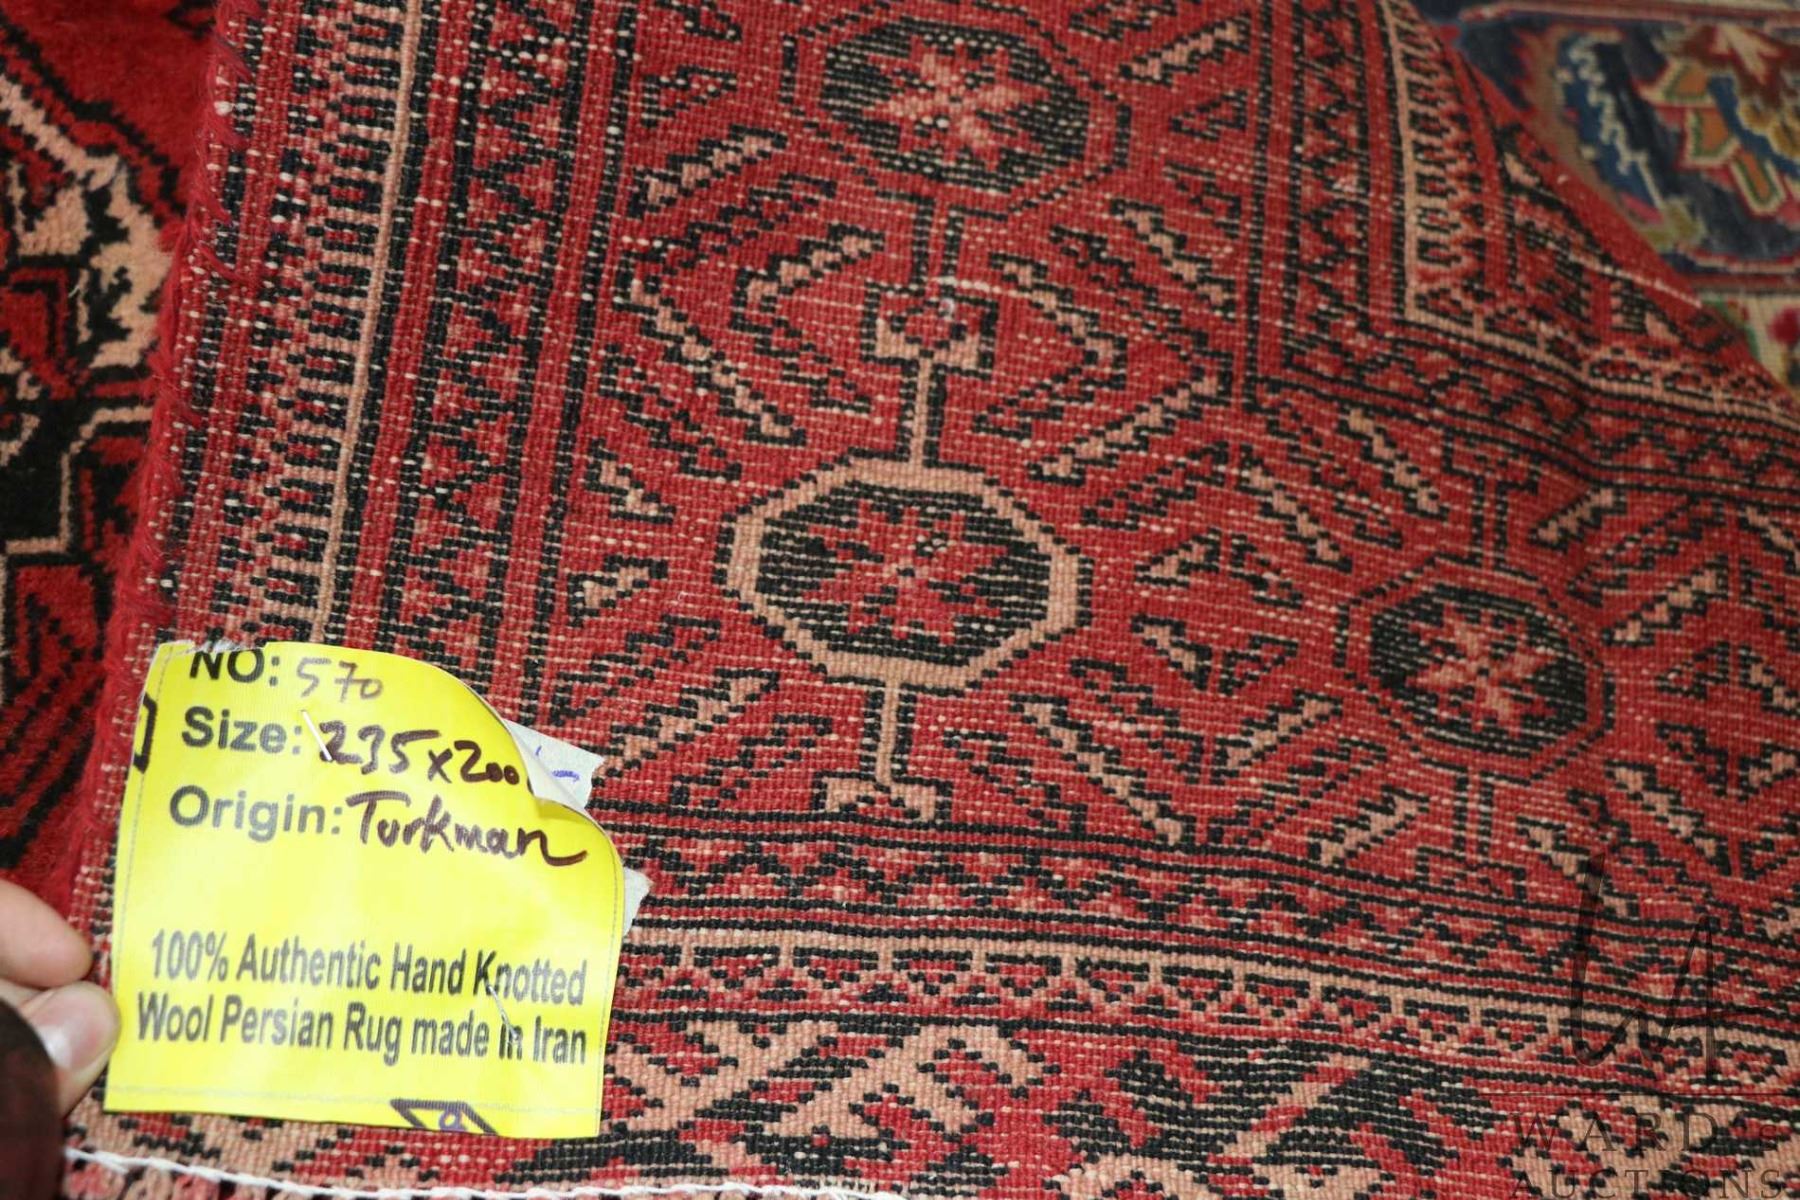 NO: 570
Size: 235x200
Origin: Turkman
100% Authentic Hand Knotted
Wool Persian Rug made in Iran
WARD'S
AUCTIONS